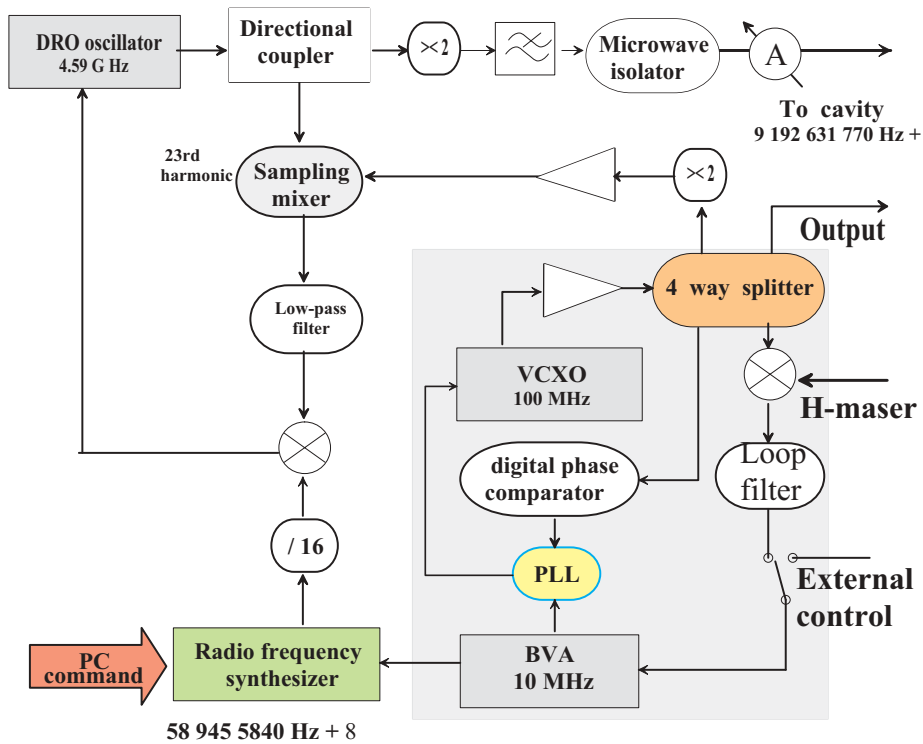 DRO oscillator
4.59 G Hz
Directional
coupler
><2
Microwave
isolator
A
To cavity
9 192 631 770 Hz +
23rd
harmonic
Sampling
mixer
><2
Output
4 way splitter
Low-pass
filter
VCXO
100 MHz
H-maser
digital phase
comparator
Loop
filter
/ 16
PLL
External
control
PC
command
Radio frequency
synthesizer
BVA
10 MHz
58 945 5840 Hz + 8